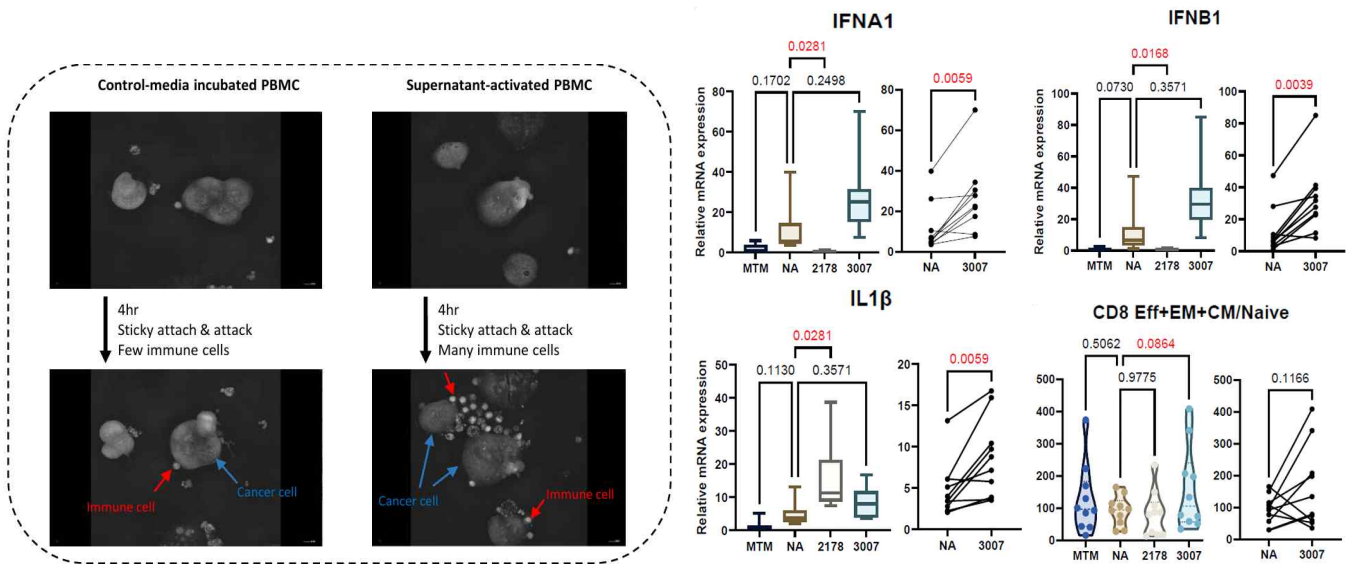 Control-media incubated PBMC
Supernatant-activated PBMC
4hr
Sticky attach & attack
Few immune cells
4hr
Sticky attach & attack
Many immune cells
Immune cell
Cancer cell
Cancer cell
Immune cell
IFNA1
Relative mRNA expression
80
60
40
20
0
0.0281
0.1702
0.2498
MTM NA 2178 3007
80
60
40
20
0
0.0059
NA 3007
IFNB1
Relative mRNA expression
100
80
60
40
20
0
0.0168
0.0730
0.3571
MTM NA 2178 3007
100
80
60
40
20
0
0.0039
NA 3007
IL1β
Relative mRNA expression
50
40
30
20
10
0
0.0281
0.1130
0.3571
MTM NA 2178 3007
20
15
10
5
0
0.0059
NA 3007
CD8 Eff+EM+CM/Naive
500
400
300
200
100
0
0.5062
0.0864
0.9775
MTM NA 2178 3007
500
400
300
200
100
0
0.1166
NA 3007